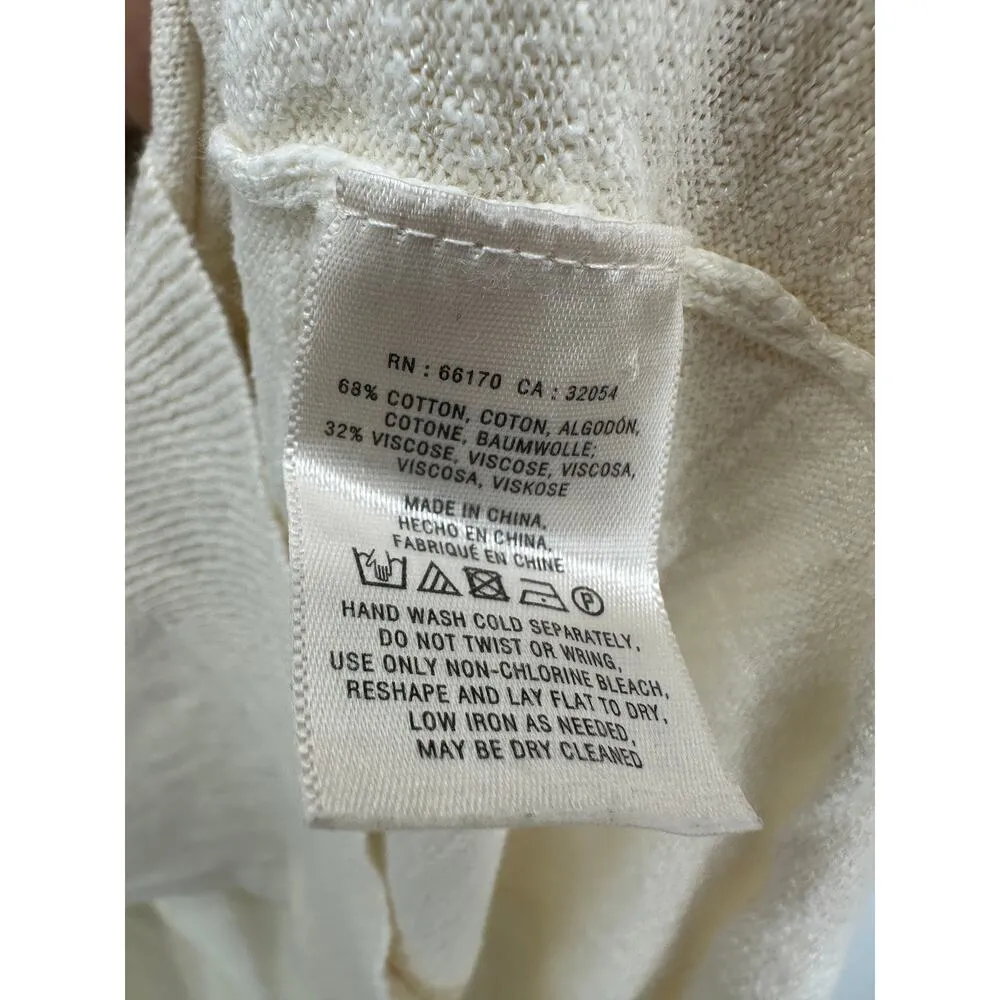 RN : 66170 CA : 32054
68% COTTON, COTON, ALGODÓN,
COTONE, BAUMWOLLE;
32% VISCOSE, VISCOSE, VISCOSA,
VISCOSA, VISKOSE
MADE IN CHINA.
HECHO EN CHINA.
FABRIQUÉ EN CHINE
P
HAND WASH COLD SEPARATELY.
DO NOT TWIST OR WRING.
USE ONLY NON-CHLORINE BLEACH.
RESHAPE AND LAY FLAT TO DRY.
LOW IRON AS NEEDED.
MAY BE DRY CLEANED